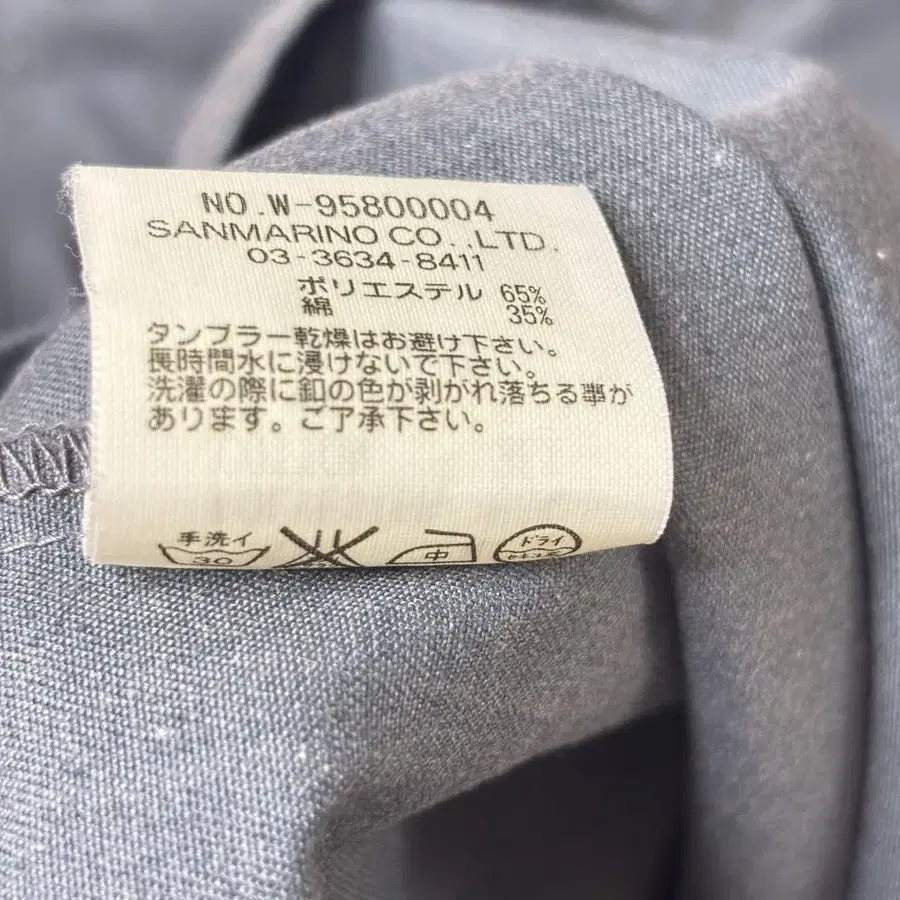 NO.W-95800004
SANMARINO CO.,LTD.
03-3634-8411
ポリエステル 65%
綿 35%
タンブラー乾燥はお避け下さい。
長時間水に浸けないで下さい。
洗濯の際に釦の色が剥がれ落ちる事が
あります。ご了承下さい。
手洗イ
30
中
ドライ